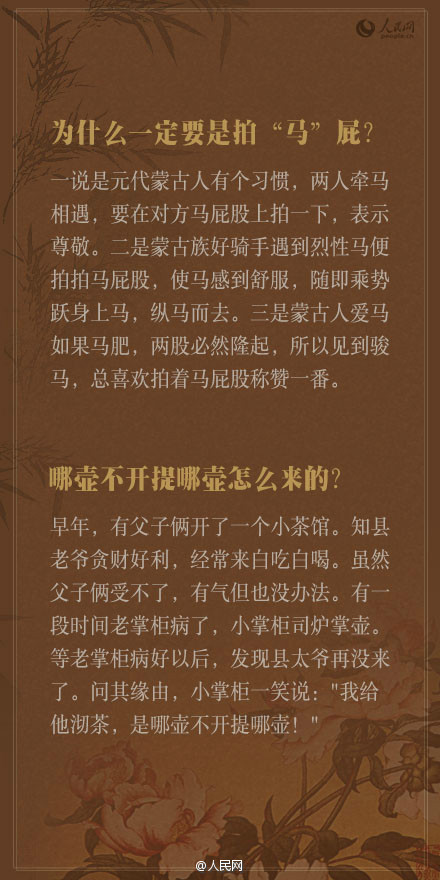 人民网
people.cn
为什么一定要是拍“马”屁？
一说是元代蒙古人有个习惯，两人牵马
相遇，要在对方马屁股上拍一下，表示
尊敬。二是蒙古族好骑手遇到烈性马便
拍拍马屁股，使马感到舒服，随即乘势
跃身上马，纵马而去。三是蒙古人爱马
如果马肥，两股必然隆起，所以见到骏
马，总喜欢拍着马屁股称赞一番。
哪壶不开提哪壶怎么来的？
早年，有父子俩开了一个小茶馆。知县
老爷贪财好利，经常来白吃白喝。虽然
父子俩受不了，有气但也没办法。有一
段时间老掌柜病了，小掌柜司炉掌壶。
等老掌柜病好以后，发现县太爷再没来
了。问其缘由，小掌柜一笑说："我给
他沏茶，是哪壶不开提哪壶！"
@人民网